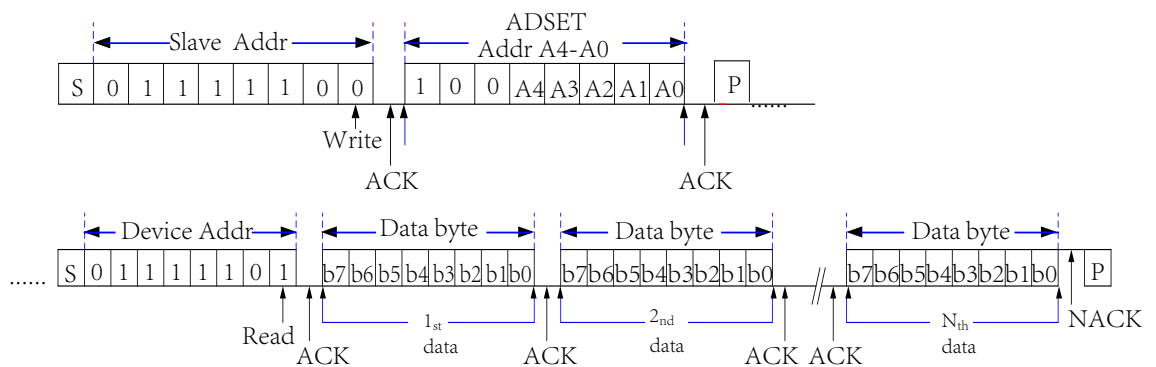 Slave Addr
ADSET
Addr A4-A0
S 0 1 1 1 1 1 0 0 1 0 0 A4 A3 A2 A1 A0 P ......
Write
ACK ACK
Device Addr Data byte Data byte Data byte
...... S 0 1 1 1 1 1 0 1 b7 b6 b5 b4 b3 b2 b1 b0 b7 b6 b5 b4 b3 b2 b1 b0 // b7 b6 b5 b4 b3 b2 b1 b0 P
Read 1st 2nd Nth NACK
ACK data ACK data ACK ACK data